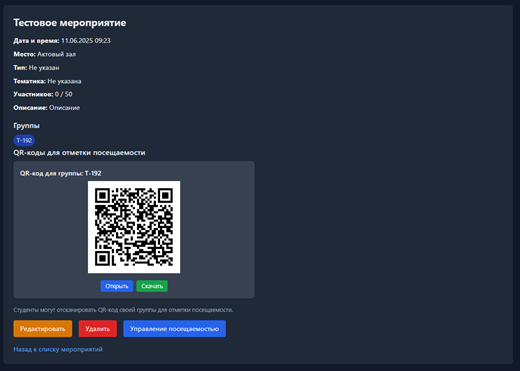 Тестовое мероприятие
Дата и время: 11.06.2025 09:23
Место: Актовый зал
Тип: Не указан
Тематика: Не указана
Участников: 0 / 50
Описание: Описание
Группы
Т-192
QR-коды для отметки посещаемости
QR-код для группы: Т-192
Открыть Скачать
Студенты могут отсканировать QR-код своей группы для отметки посещаемости.
Редактировать Удалить Управление посещаемостью
Назад к списку мероприятий